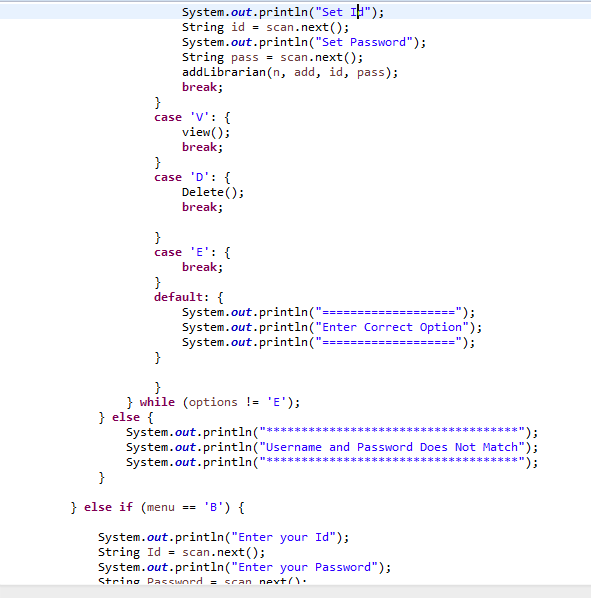 System.out.println("Set Id");
String id = scan.next();
System.out.println("Set Password");
String pass = scan.next();
addLibrarian(n, add, id, pass);
break;
}
case 'V': {
view();
break;
}
case 'D': {
Delete();
break;
}
case 'E': {
break;
}
default: {
System.out.println("===================");
System.out.println("Enter Correct Option");
System.out.println("===================");
}
}
} while (options != 'E');
} else {
System.out.println("************************************");
System.out.println("Username and Password Does Not Match");
System.out.println("************************************");
}
} else if (menu == 'B') {
System.out.println("Enter your Id");
String Id = scan.next();
System.out.println("Enter your Password");
String Password = scan.next();